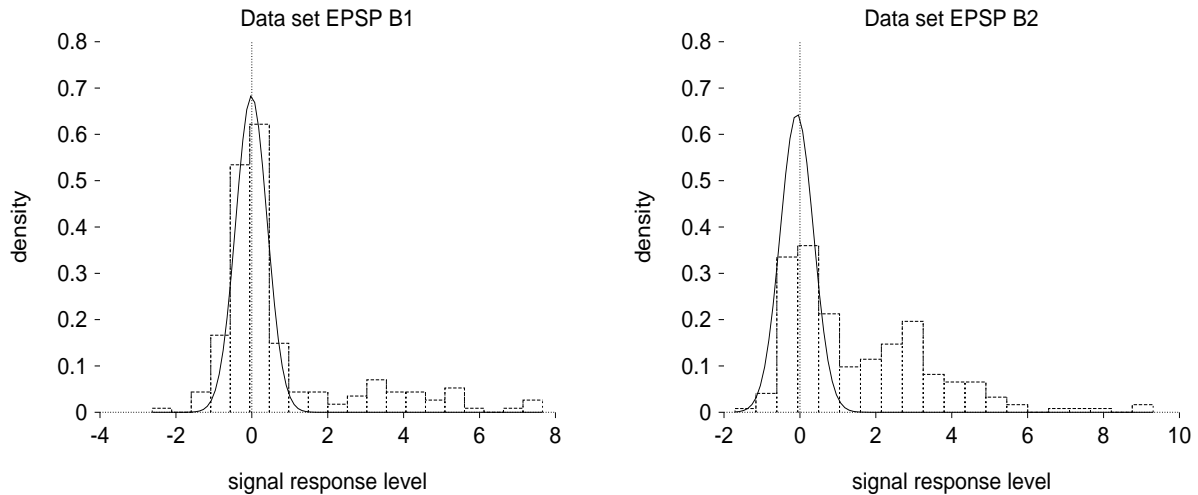 Data set EPSP B1
0.8
0.7
0.6
0.5
0.4
0.3
0.2
0.1
0
density
-4 -2 0 2 4 6 8
signal response level
Data set EPSP B2
0.8
0.7
0.6
0.5
0.4
0.3
0.2
0.1
0
density
-2 0 2 4 6 8 10
signal response level